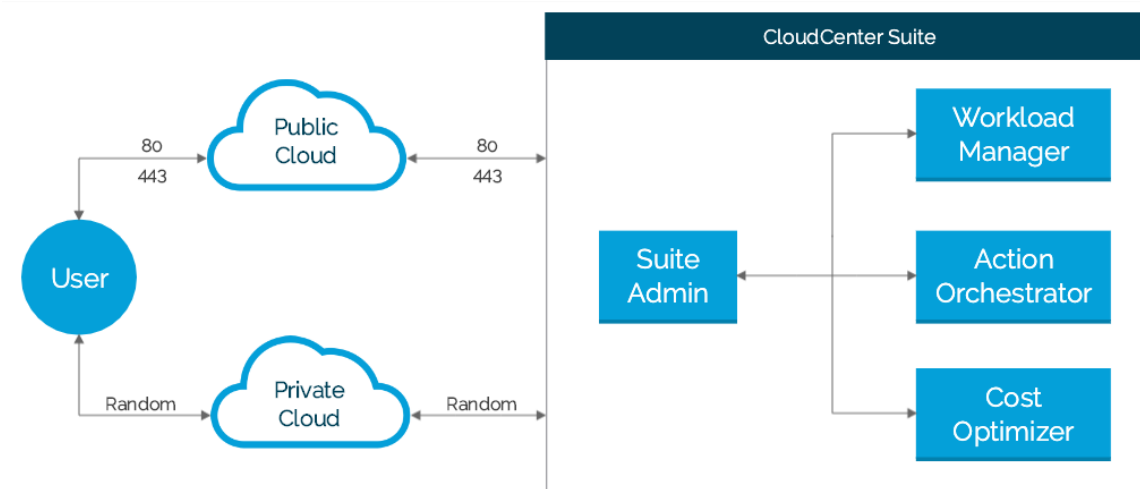 CloudCenter Suite
Public
Cloud
80
443
80
443
Workload
Manager
User
Suite
Admin
Action
Orchestrator
Private
Cloud
Random
Random
Cost
Optimizer